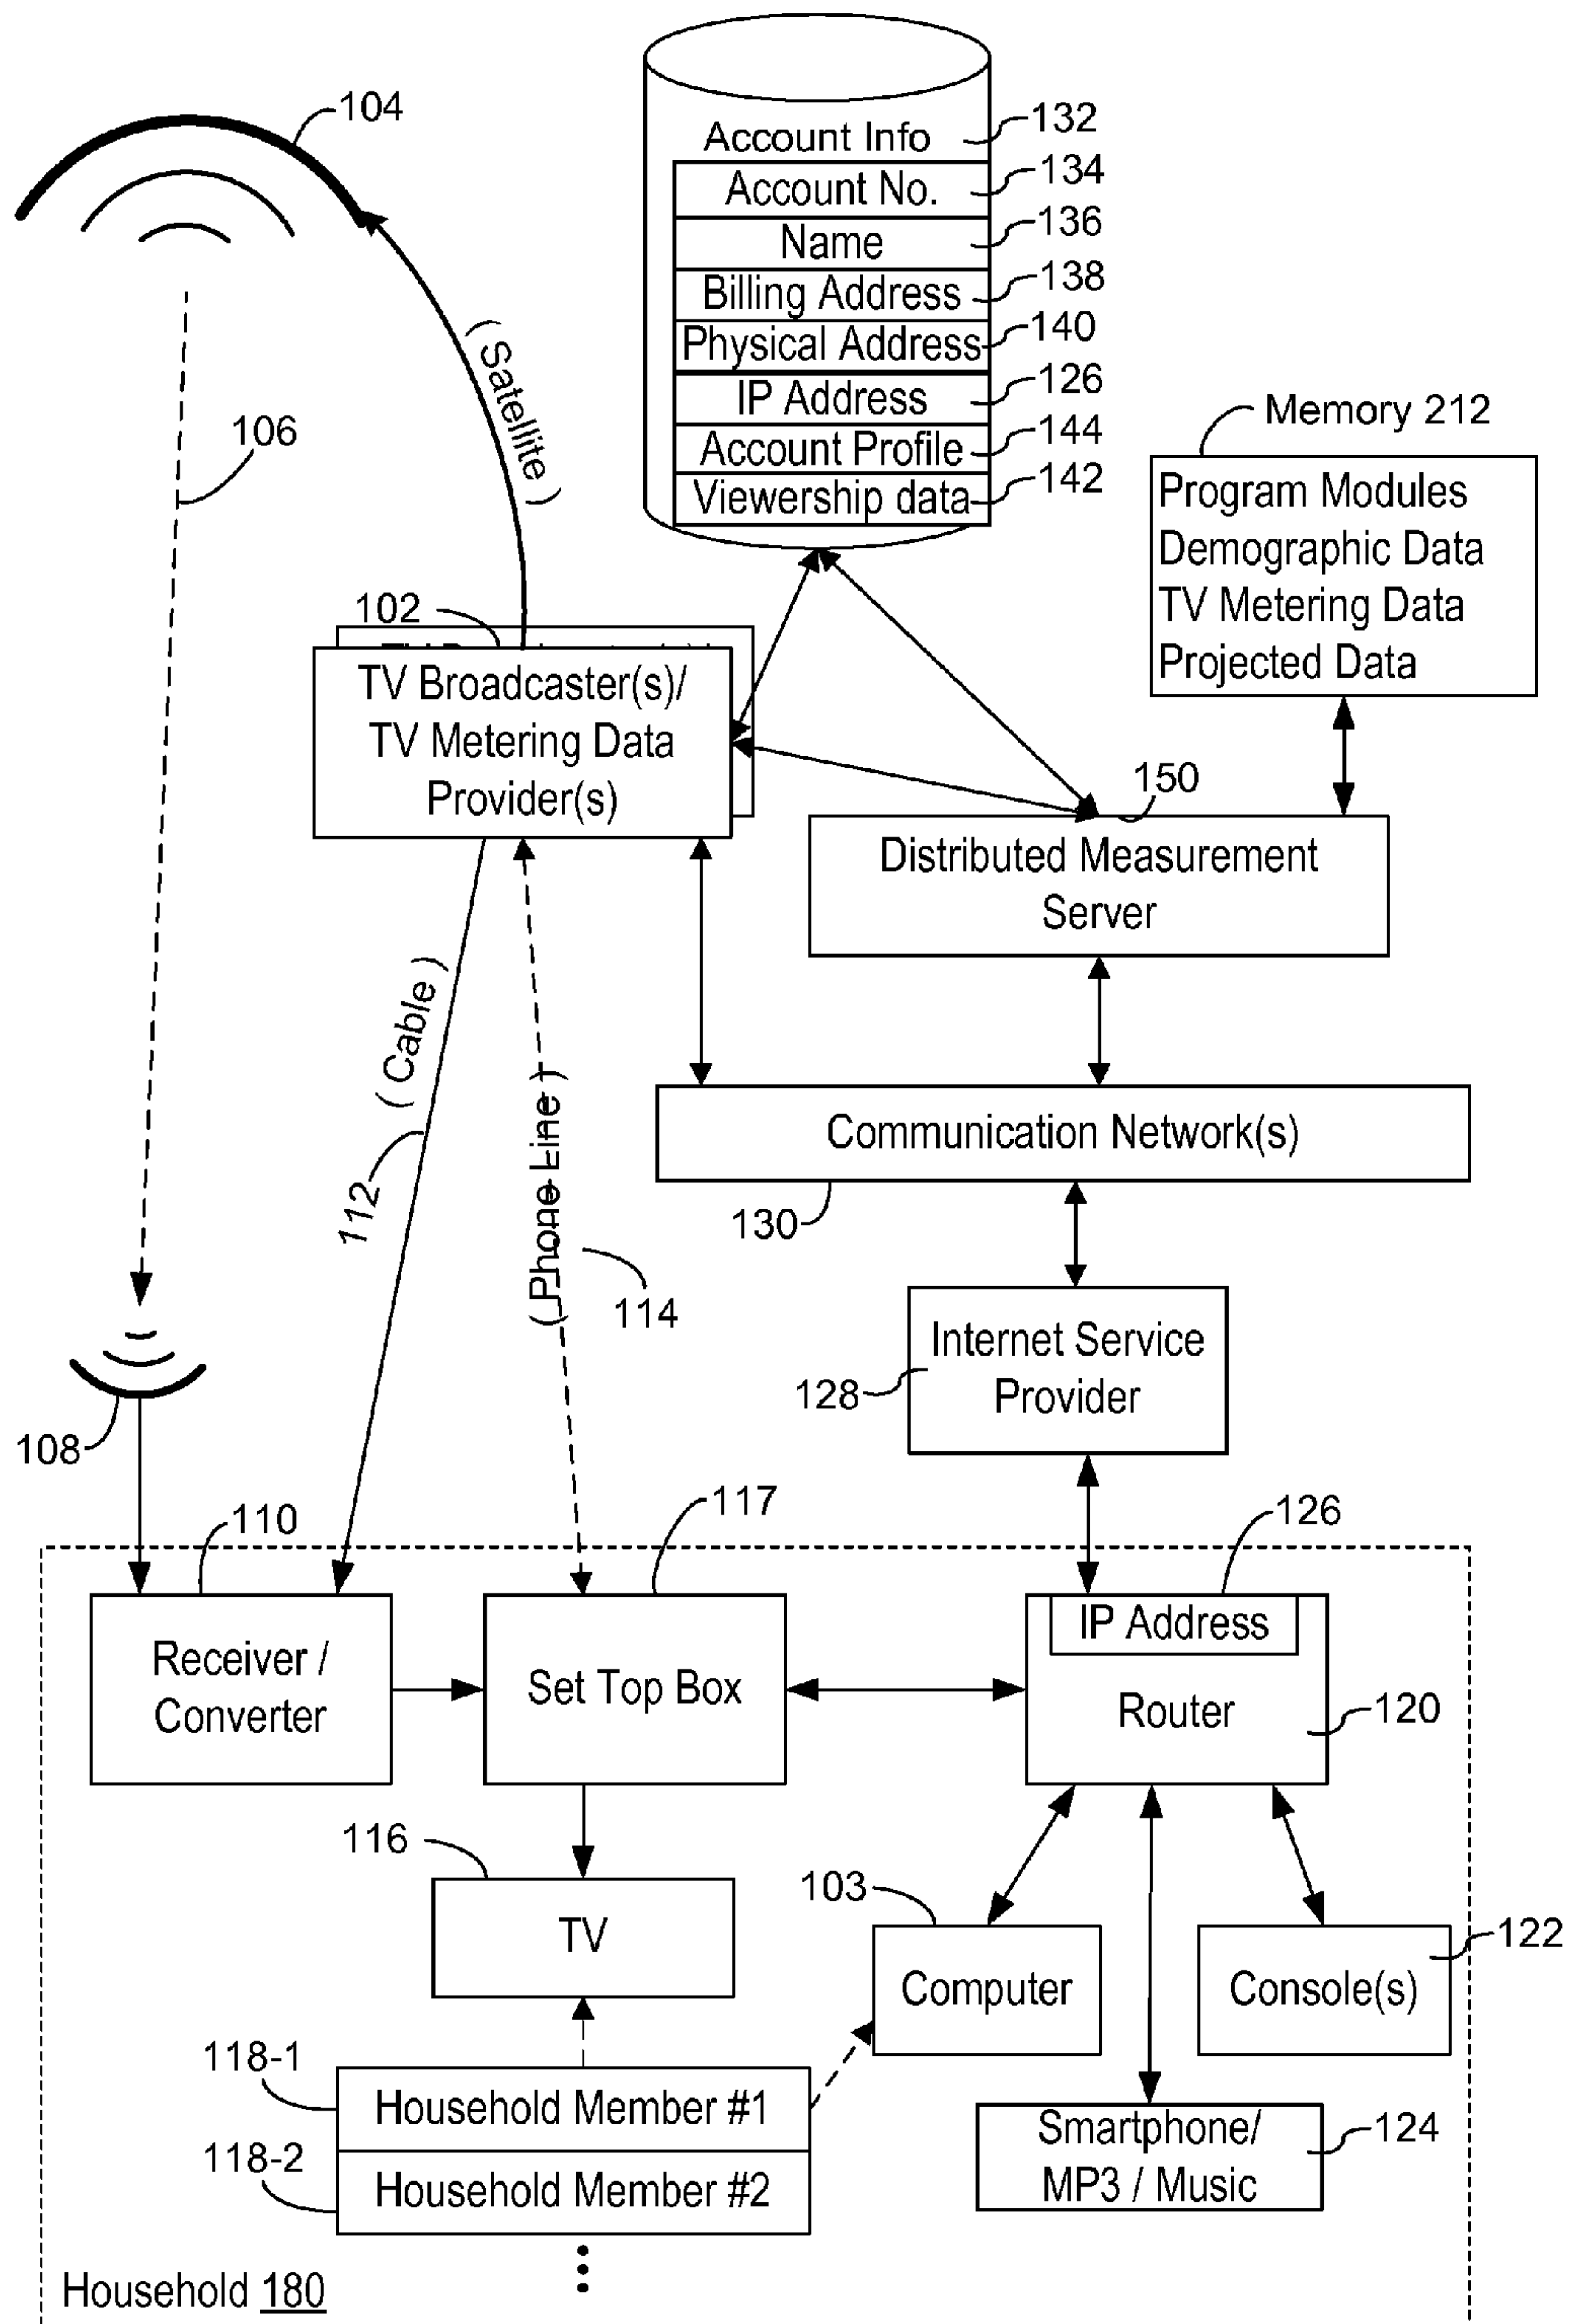 104
Account Info
132
Account No.
134
Name
136
Billing Address
138
Physical Address
140
IP Address
126
Account Profile
144
Viewership data
142
106
( Satellite )
Memory 212
Program Modules
Demographic Data
TV Metering Data
Projected Data
102
TV Broadcaster(s)/
TV Metering Data
Provider(s)
150
Distributed Measurement
Server
( Cable )
112
( Phone Line )
114
Communication Network(s)
130
Internet Service
Provider
128
108
110
117
126
Receiver /
Converter
Set Top Box
IP Address
Router
120
116
TV
103
Computer
122
Console(s)
118-1
Household Member #1
118-2
Household Member #2
Smartphone/
MP3 / Music
124
Household 180